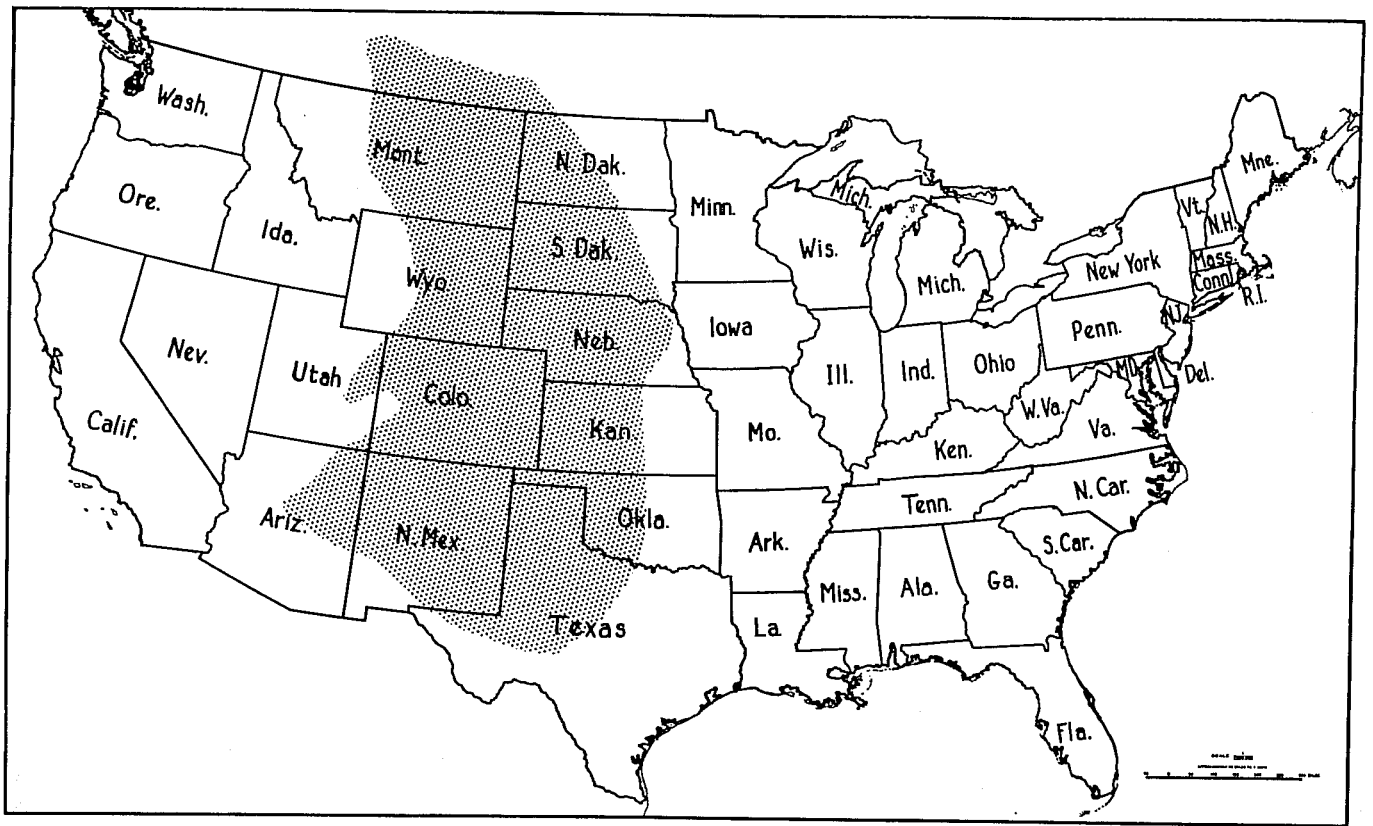 Wash.
Mont.
N. Dak.
Minn.
Mich.
Mne.
Ore.
Ida.
Wyo.
S. Dak.
Wis.
Mich.
New York
Vt.
N.H.
Mass.
Conn.
R.I.
Nev.
Utah
Colo.
Neb.
Iowa
Ill.
Ind.
Ohio
Penn.
N.J.
Md.
Del.
Calif.
Kan.
Mo.
Ken.
W.Va.
Va.
Ariz.
N. Mex.
Okla.
Ark.
Tenn.
N. Car.
S. Car.
Texas
La.
Miss.
Ala.
Ga.
Fla.
SCALE